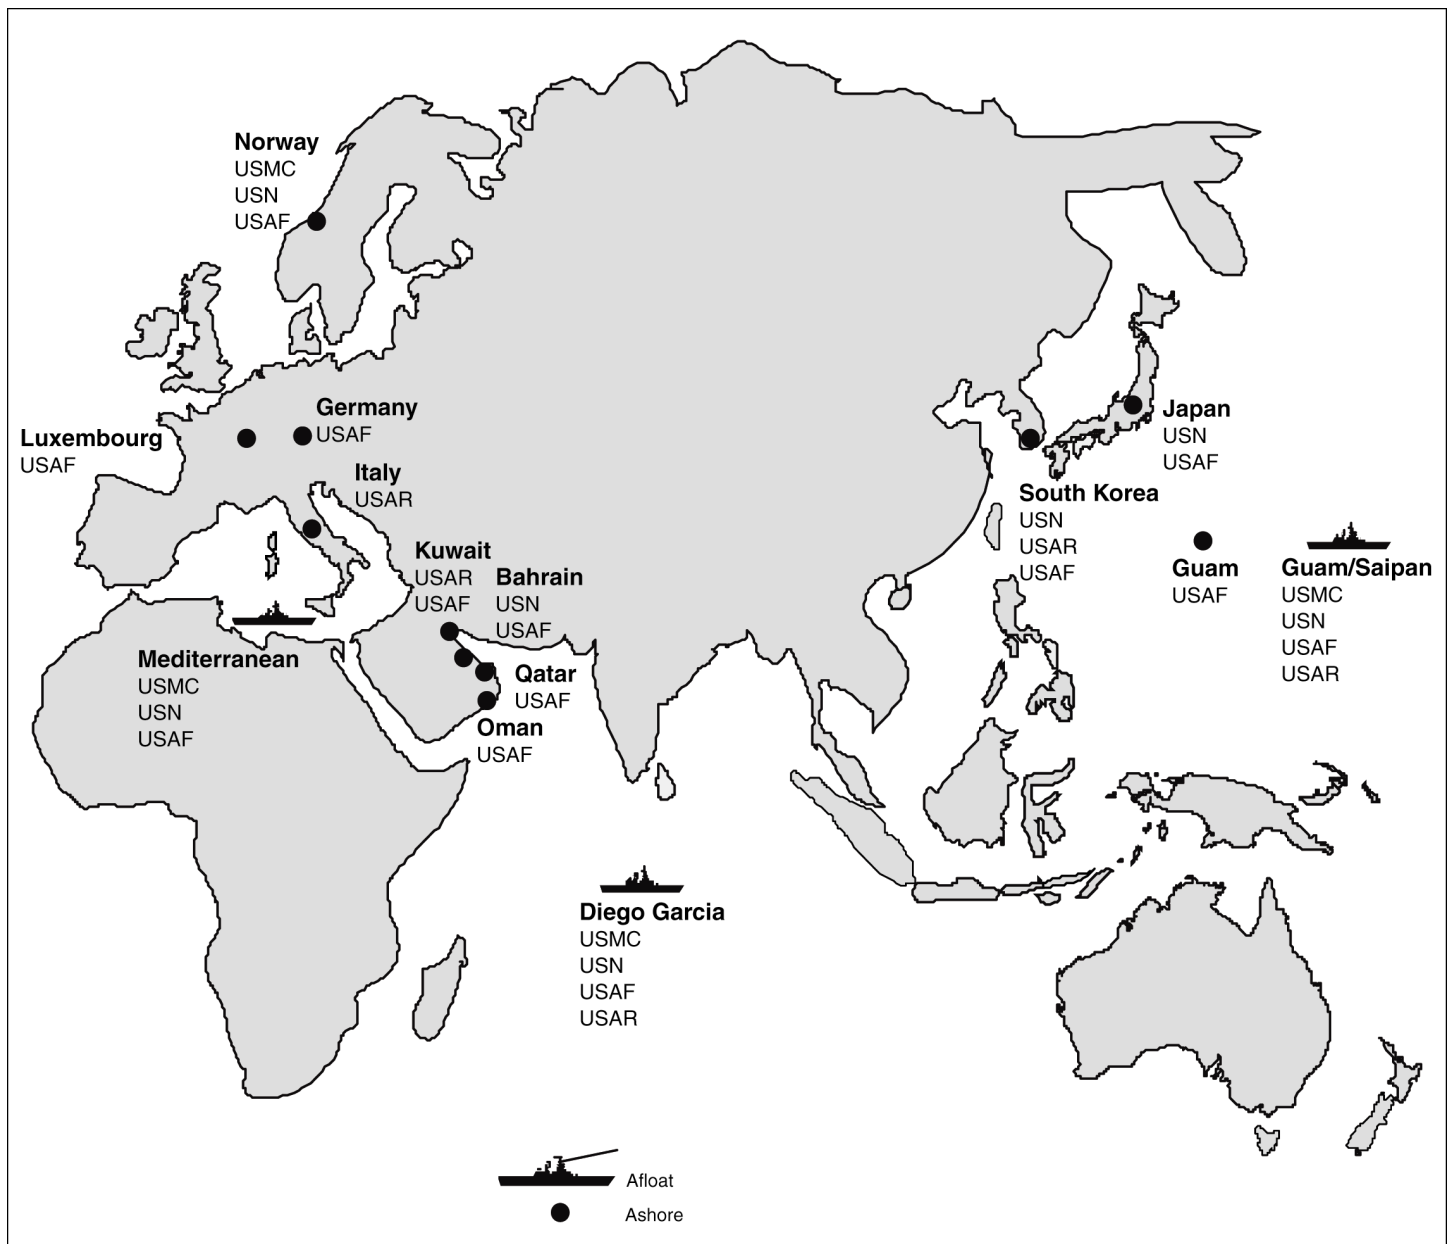 Norway
USMC
USN
USAF
Germany
USAF
Luxembourg
USAF
Italy
USAR
Kuwait
USAR
USAF
Bahrain
USN
USAF
Qatar
USAF
Oman
USAF
Mediterranean
USMC
USN
USAF
Japan
USN
USAF
South Korea
USN
USAR
USAF
Guam
USAF
Guam/Saipan
USMC
USN
USAF
USAR
Diego Garcia
USMC
USN
USAF
USAR
Afloat
Ashore